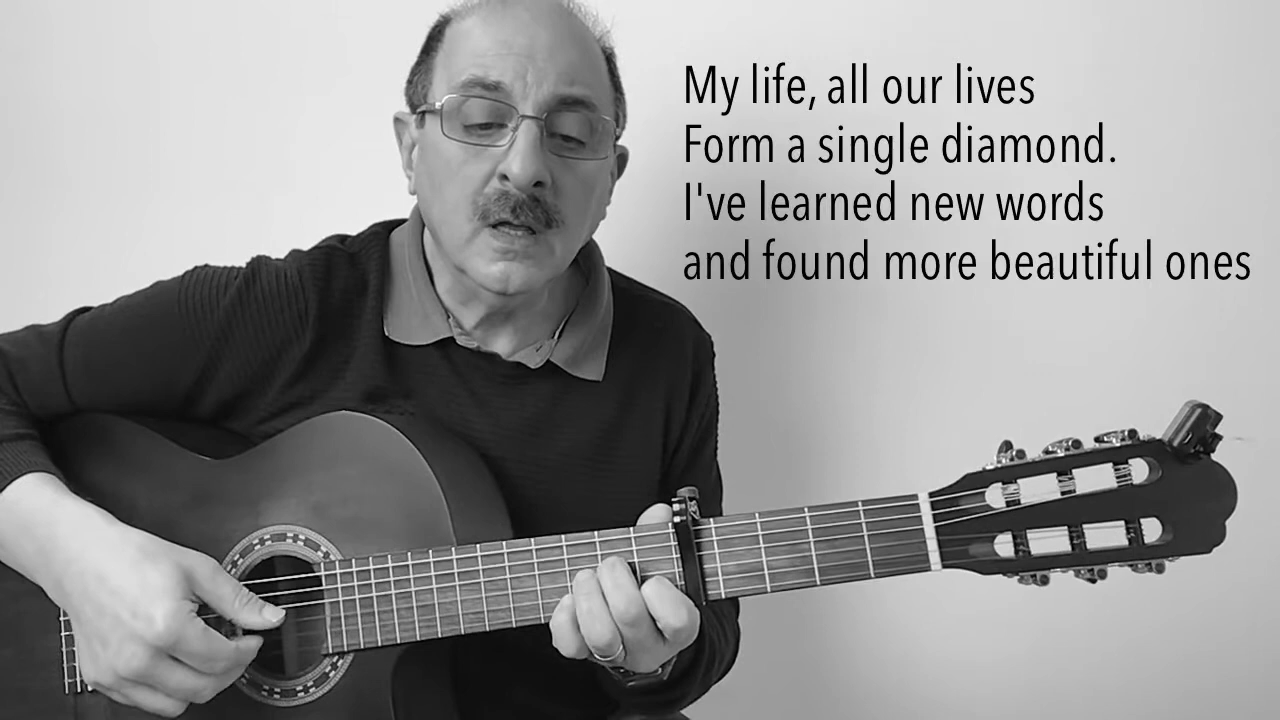 My life, all our lives
Form a single diamond.
I've learned new words
and found more beautiful ones